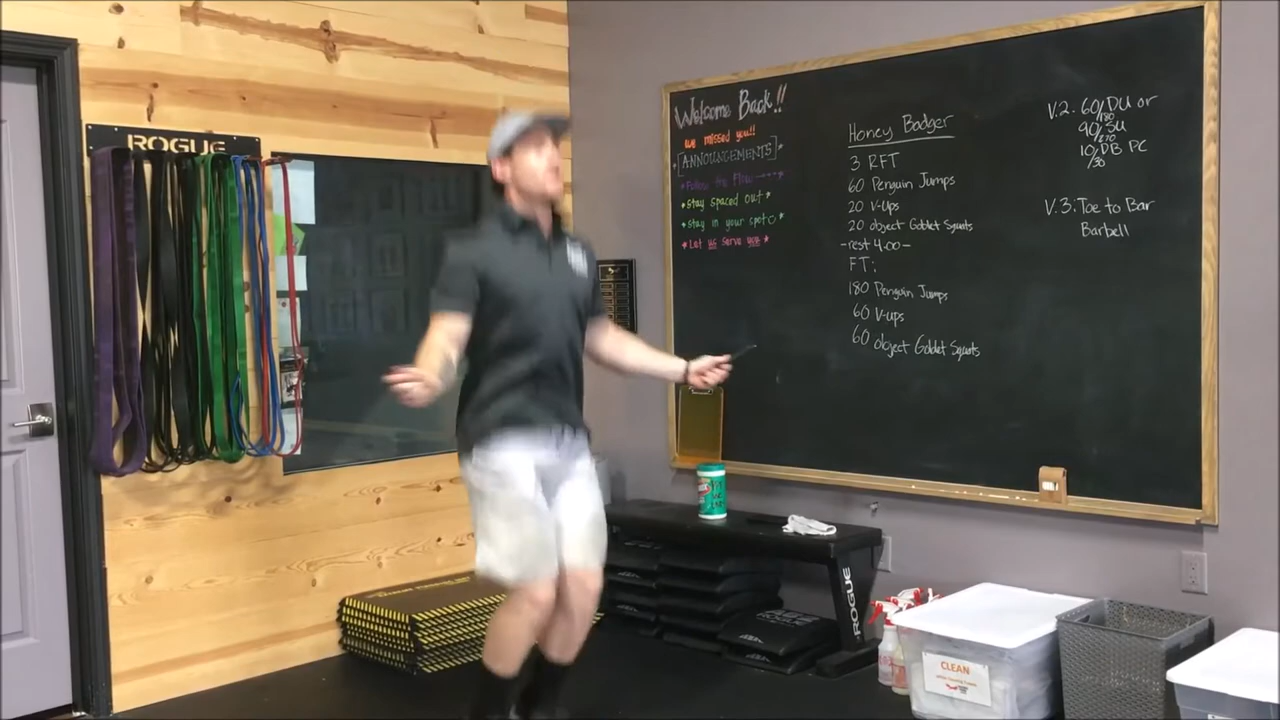 ROGUE
Welcome Back!!
we missed you!!
[ANNOUNCEMENTS]
*Follow the Flow---->*
*stay spaced out*
*stay in your spot*
*Let us serve you*
Honey Badger
3 RFT
60 Penguin Jumps
20 V-Ups
20 object Goblet Squats
-rest 4:00-
FT:
180 Penguin Jumps
60 V-ups
60 object Goblet Squats
V.2. 60/DU or
/180
90/SU
/270
10/DB PC
/30
V.3: Toe to Bar
Barbell
ROGUE
CLEAN